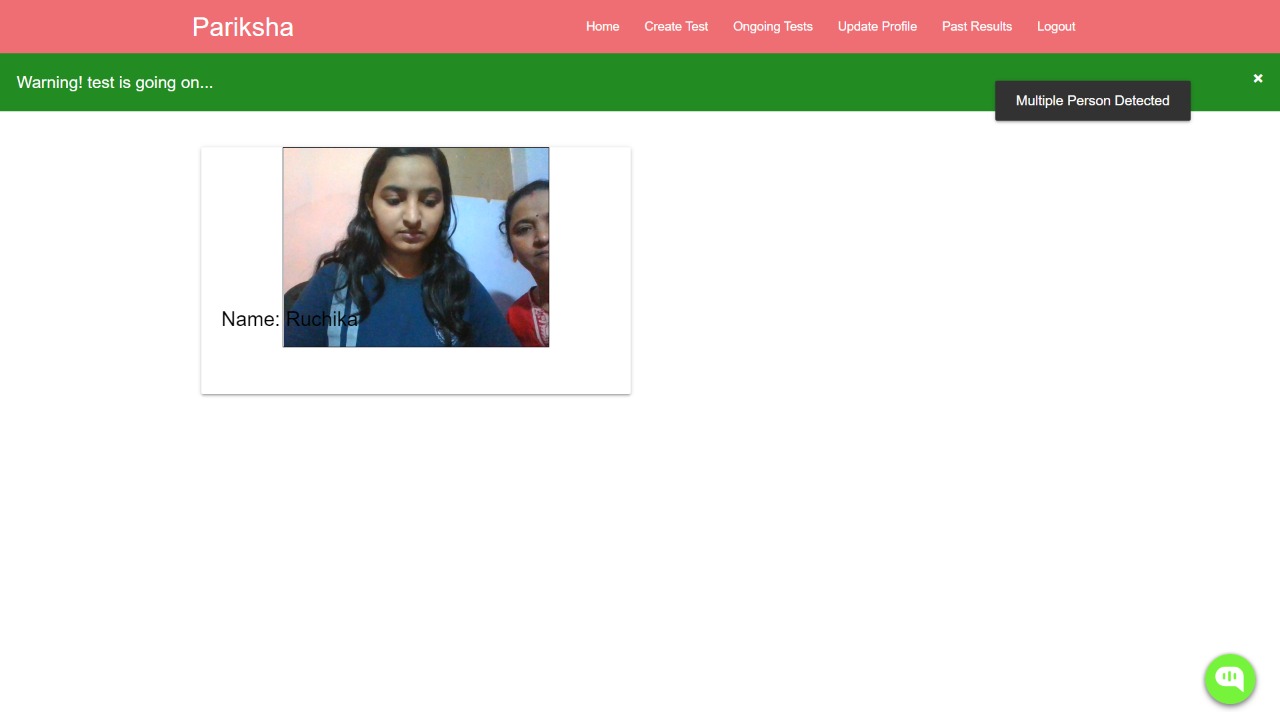 Pariksha
Home Create Test Ongoing Tests Update Profile Past Results Logout
Warning! test is going on...
×
Multiple Person Detected
Name: Ruchika